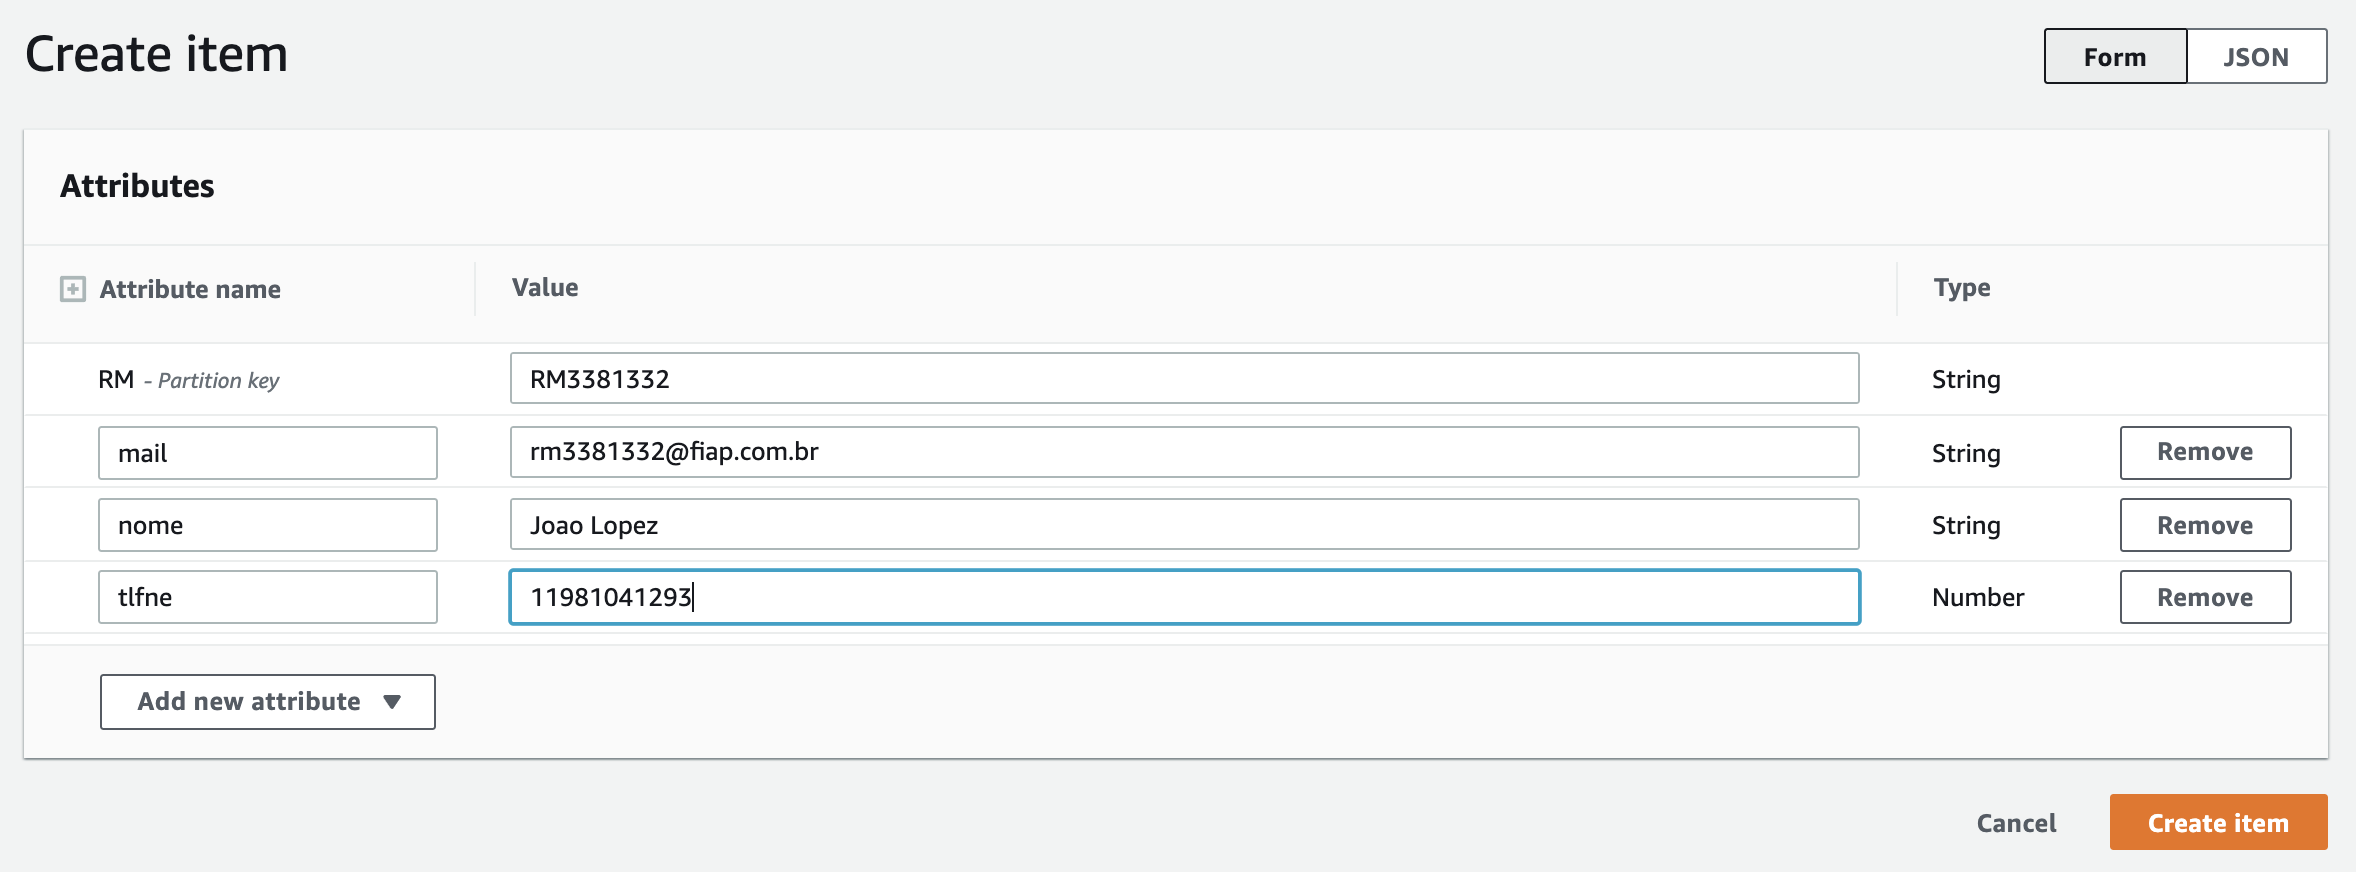 Create item
Form JSON
Attributes
Attribute name Value Type
RM - Partition key RM3381332 String
mail rm3381332@fiap.com.br String Remove
nome Joao Lopez String Remove
tlfne 11981041293 Number Remove
Add new attribute
Cancel Create item